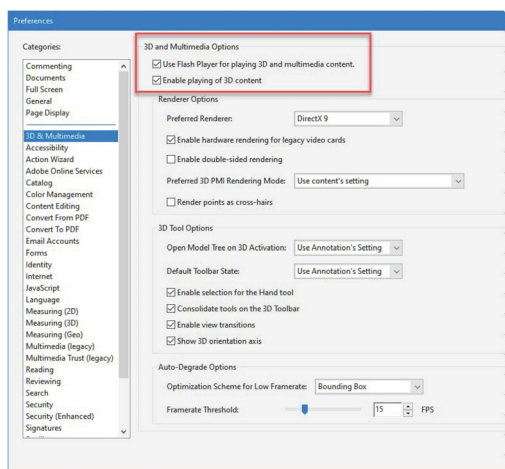 Preferences
Categories:
Commenting
Documents
Full Screen
General
Page Display
3D & Multimedia
Accessibility
Action Wizard
Adobe Online Services
Catalog
Color Management
Content Editing
Convert From PDF
Convert To PDF
Email Accounts
Forms
Identity
Internet
JavaScript
Language
Measuring (2D)
Measuring (3D)
Measuring (Geo)
Multimedia (legacy)
Multimedia Trust (legacy)
Reading
Reviewing
Search
Security
Security (Enhanced)
Signatures
3D and Multimedia Options
Use Flash Player for playing 3D and multimedia content.
Enable playing of 3D content
Renderer Options
Preferred Renderer: DirectX 9
Enable hardware rendering for legacy video cards
Enable double-sided rendering
Preferred 3D PMI Rendering Mode: Use content's setting
Render points as cross-hairs
3D Tool Options
Open Model Tree on 3D Activation: Use Annotation's Setting
Default Toolbar State: Use Annotation's Setting
Enable selection for the Hand tool
Consolidate tools on the 3D Toolbar
Enable view transitions
Show 3D orientation axis
Auto-Degrade Options
Optimization Scheme for Low Framerate: Bounding Box
Framerate Threshold: 15 FPS